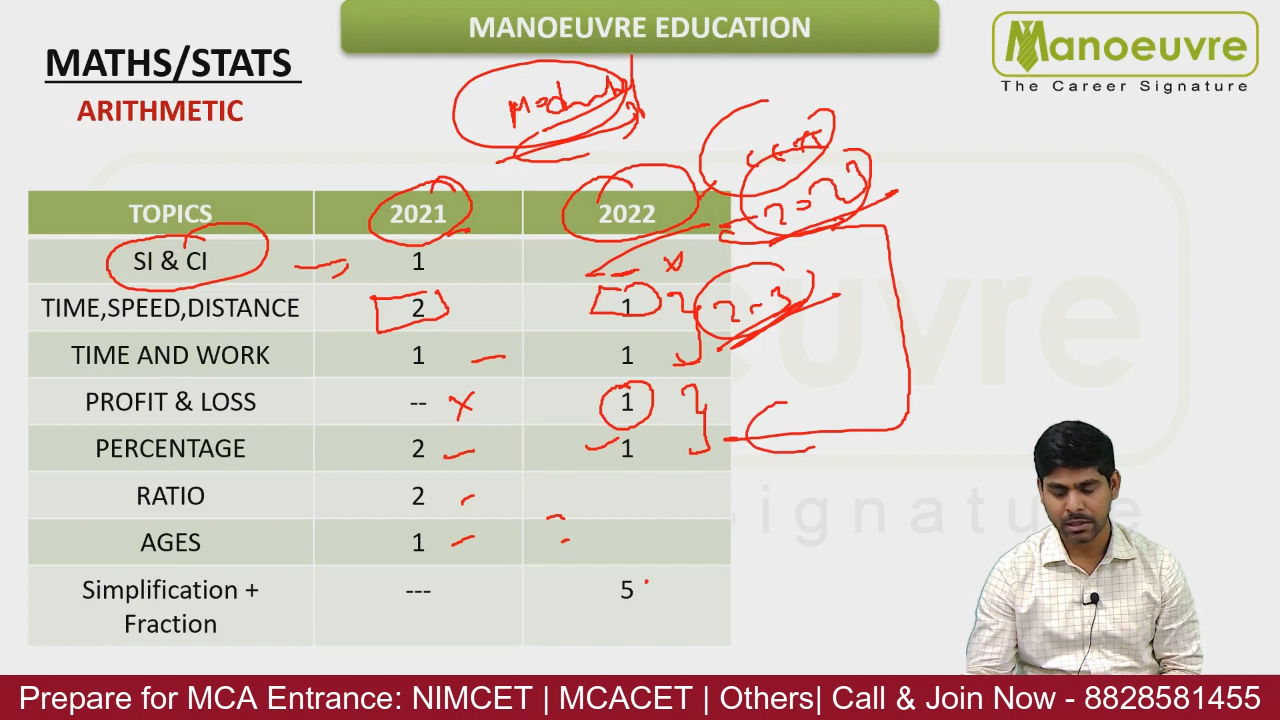 MANOEUVRE EDUCATION
Manoeuvre
The Career Signature
MATHS/STATS
ARITHMETIC
TOPICS 2021 2022
SI & CI 1 -- x
TIME,SPEED,DISTANCE 2 1 2-3
TIME AND WORK 1 1
PROFIT & LOSS -- x 1
PERCENTAGE 2 1
RATIO 2
AGES 1
Simplification + --- 5
Fraction
Prepare for MCA Entrance: NIMCET | MCACET | Others| Call & Join Now - 8828581455